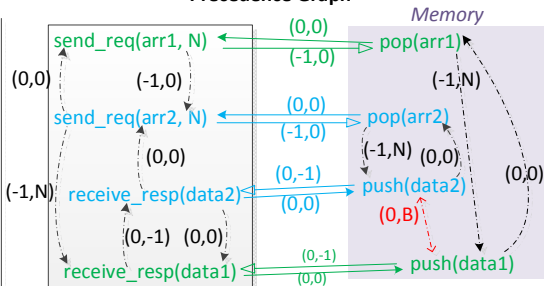 Precedence Graph
Memory
send_req(arr1, N) (0,0) pop(arr1)
(-1,0)
(0,0) (-1,0) (-1,N)
send_req(arr2, N) (0,0) pop(arr2)
(-1,0)
(0,0) (-1,N) (0,0) (0,0)
(-1,N) receive_resp(data2) (0,-1) push(data2)
(0,0)
(0,B)
(0,-1) (0,0)
receive_resp(data1) (0,-1) push(data1)
(0,0)